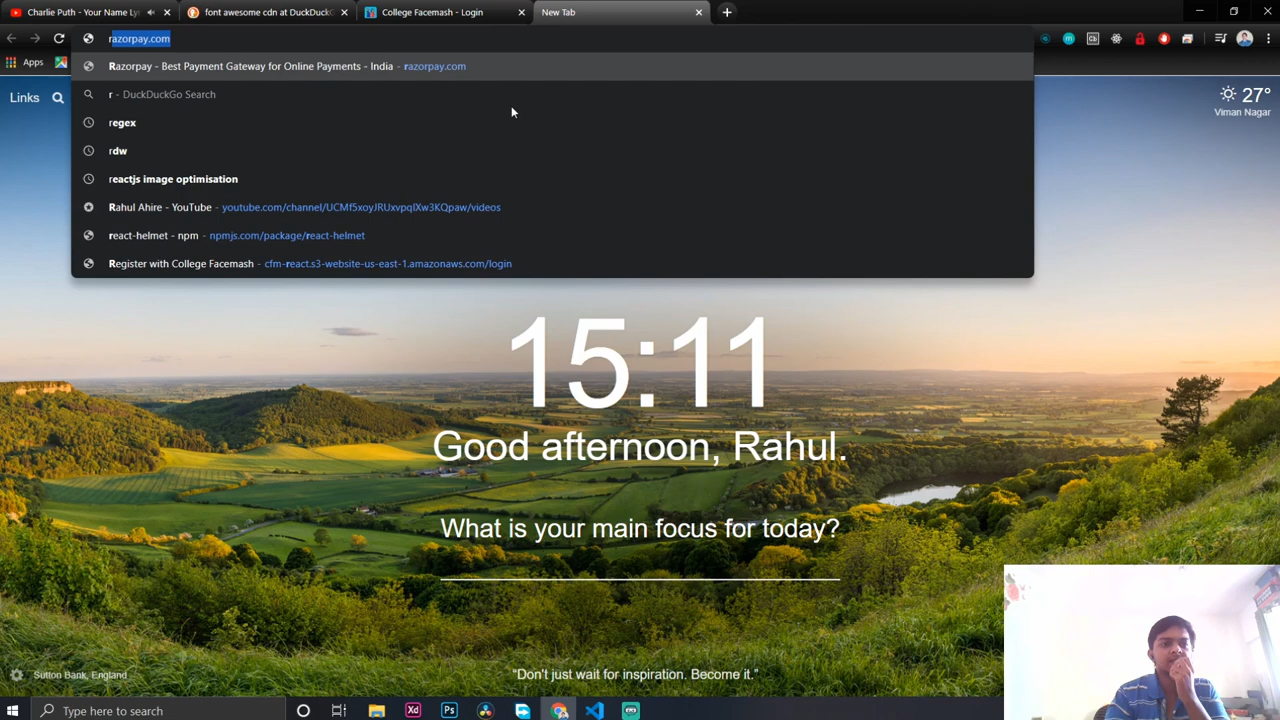 Charlie Puth - Your Name Ly
font awesome cdn at DuckDuck
College Facemash - Login
New Tab
razorpay.com
Apps
Razorpay - Best Payment Gateway for Online Payments - India - razorpay.com
r - DuckDuckGo Search
regex
rdw
reactjs image optimisation
Rahul Ahire - YouTube - youtube.com/channel/UCMf5xoyJRUxvpqlXw3KQpaw/videos
react-helmet - npm - npmjs.com/package/react-helmet
Register with College Facemash - cfm-react.s3-website-us-east-1.amazonaws.com/login
Links
27°
Viman Nagar
15:11
Good afternoon, Rahul.
What is your main focus for today?
Sutton Bank, England
“Don't just wait for inspiration. Become it.”
Type here to search
Xd
Ps